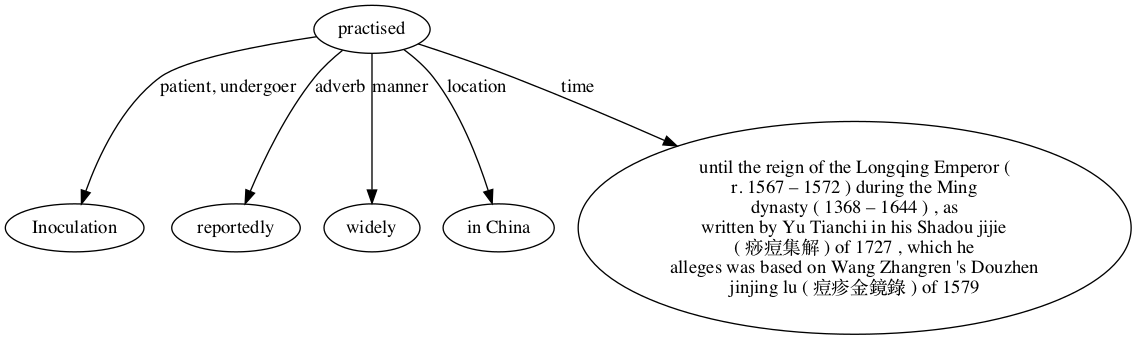 practised
patient, undergoer
adverb
manner
location
time
Inoculation
reportedly
widely
in China
until the reign of the Longqing Emperor (
r. 1567 – 1572 ) during the Ming
dynasty ( 1368 – 1644 ) , as
written by Yu Tianchi in his Shadou jijie
( 痧痘集解 ) of 1727 , which he
alleges was based on Wang Zhangren 's Douzhen
jinjing lu ( 痘疹金鏡錄 ) of 1579